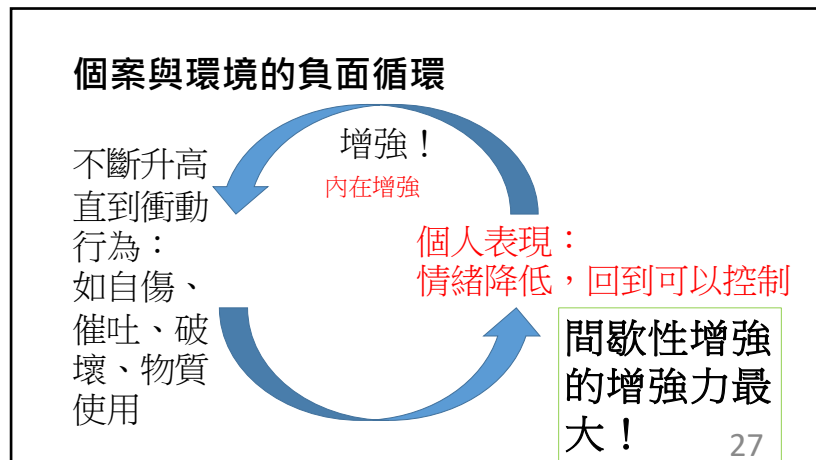 個案與環境的負面循環
增強！
內在增強
不斷升高
直到衝動
行為：
如自傷、
催吐、破
壞、物質
使用
個人表現：
情緒降低，回到可以控制
間歇性增強
的增強力最
大！
27